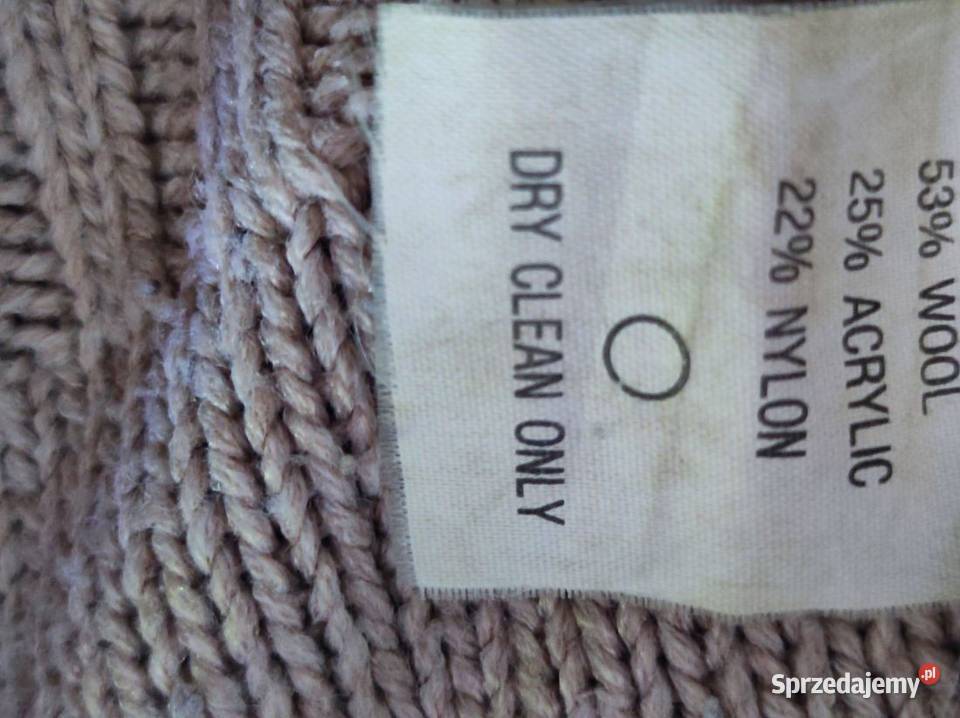 53% WOOL
25% ACRYLIC
22% NYLON
DRY CLEAN ONLY
Sprzedajemy.pl